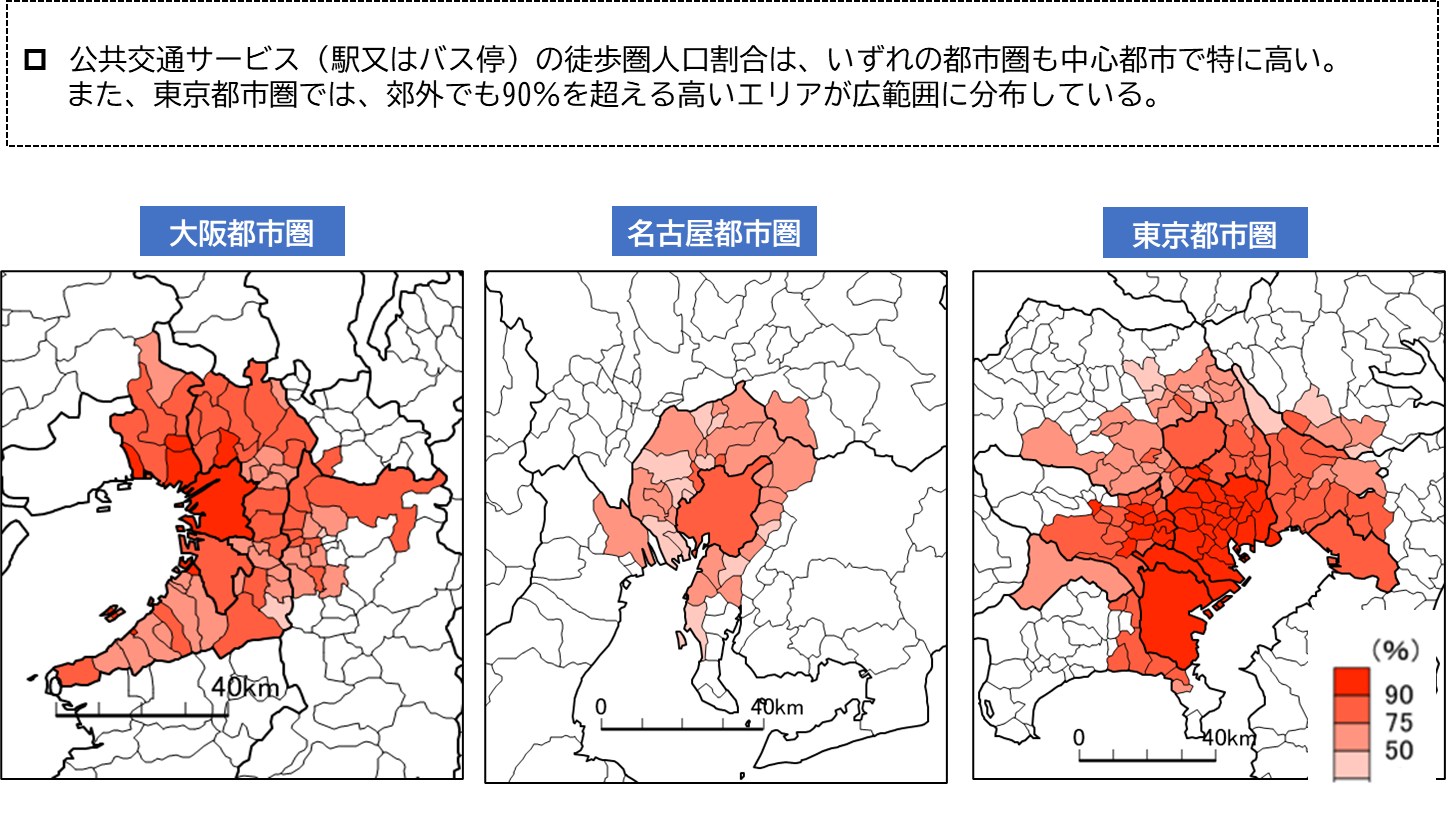 公共交通サービス（駅又はバス停）の徒歩圏人口割合は、いずれの都市圏も中心都市で特に高い。
また、東京都市圏では、郊外でも90％を超える高いエリアが広範囲に分布している。
大阪都市圏
名古屋都市圏
東京都市圏
0 40km
0 40km
0 40km
(%)
90
75
50